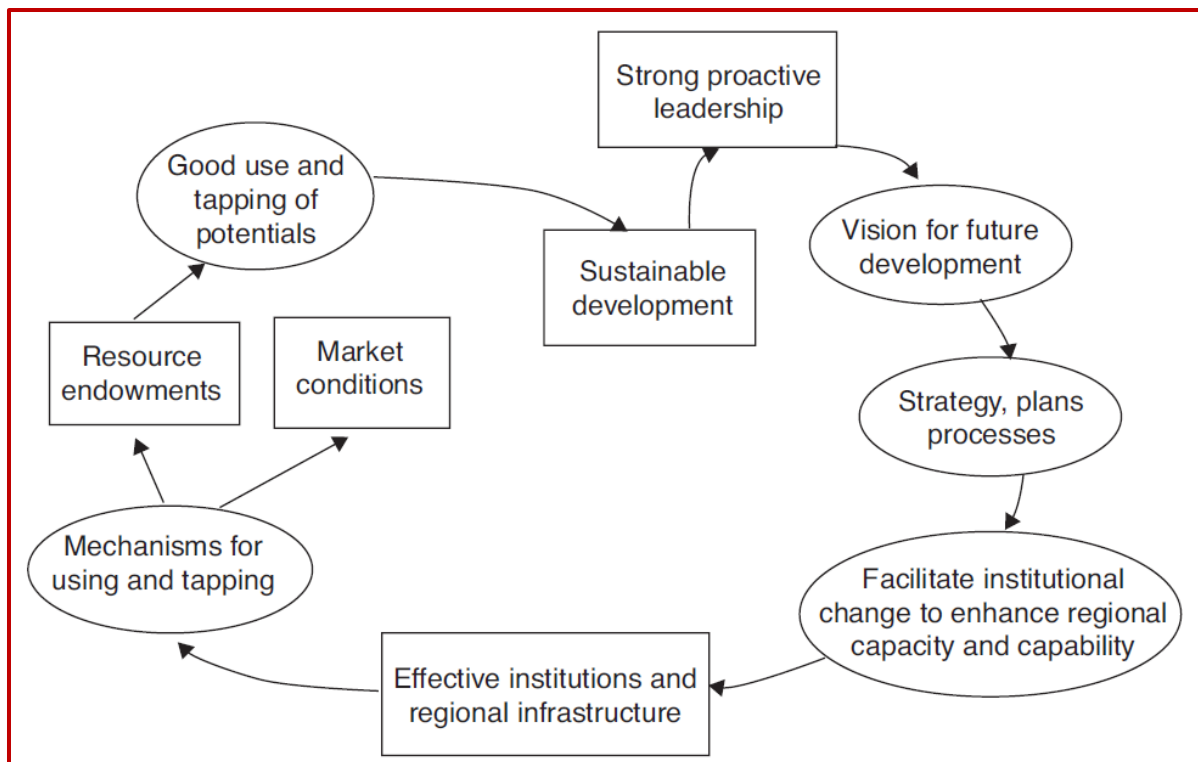 Strong proactive
leadership
Good use and
tapping of
potentials
Vision for future
development
Sustainable
development
Resource
endowments
Market
conditions
Strategy, plans
processes
Mechanisms for
using and tapping
Facilitate institutional
change to enhance regional
capacity and capability
Effective institutions and
regional infrastructure